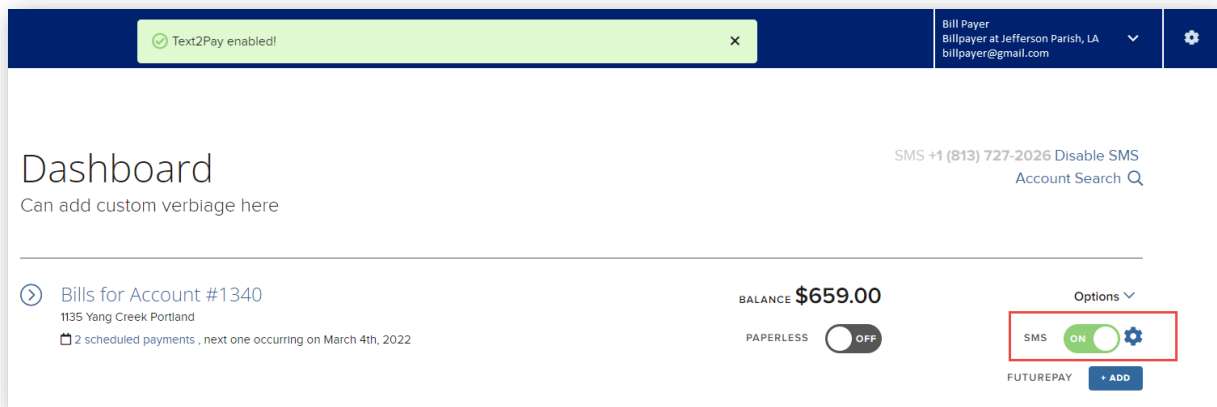 Text2Pay enabled!
Bill Payer
Billpayer at Jefferson Parish, LA
billpayer@gmail.com
Dashboard
Can add custom verbiage here
SMS +1 (813) 727-2026 Disable SMS
Account Search
Bills for Account #1340
1135 Yang Creek Portland
2 scheduled payments , next one occurring on March 4th, 2022
BALANCE $659.00
PAPERLESS OFF
Options
SMS ON
FUTUREPAY + ADD